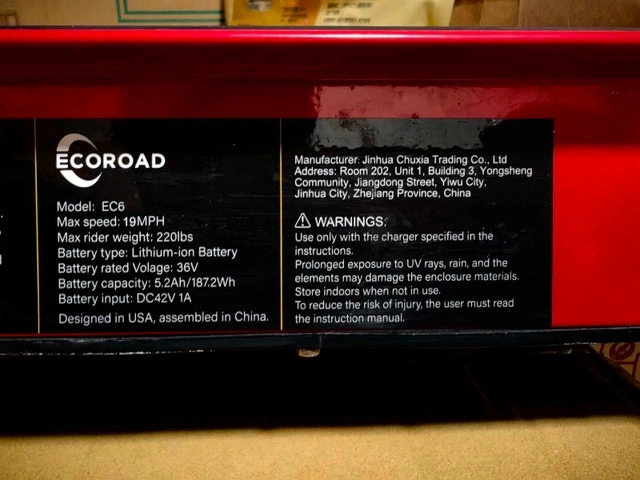 ECOROAD
Model: EC6
Max speed: 19MPH
Max rider weight: 220lbs
Battery type: Lithium-ion Battery
Battery rated Volage: 36V
Battery capacity: 5.2Ah/187.2Wh
Battery input: DC42V 1A
Designed in USA, assembled in China.
Manufacturer: Jinhua Chuxia Trading Co., Ltd
Address: Room 202, Unit 1, Building 3, Yongsheng
Community, Jiangdong Street, Yiwu City,
Jinhua City, Zhejiang Province, China
⚠ WARNINGS:
Use only with the charger specified in the
instructions.
Prolonged exposure to UV rays, rain, and the
elements may damage the enclosure materials.
Store indoors when not in use.
To reduce the risk of injury, the user must read
the instruction manual.